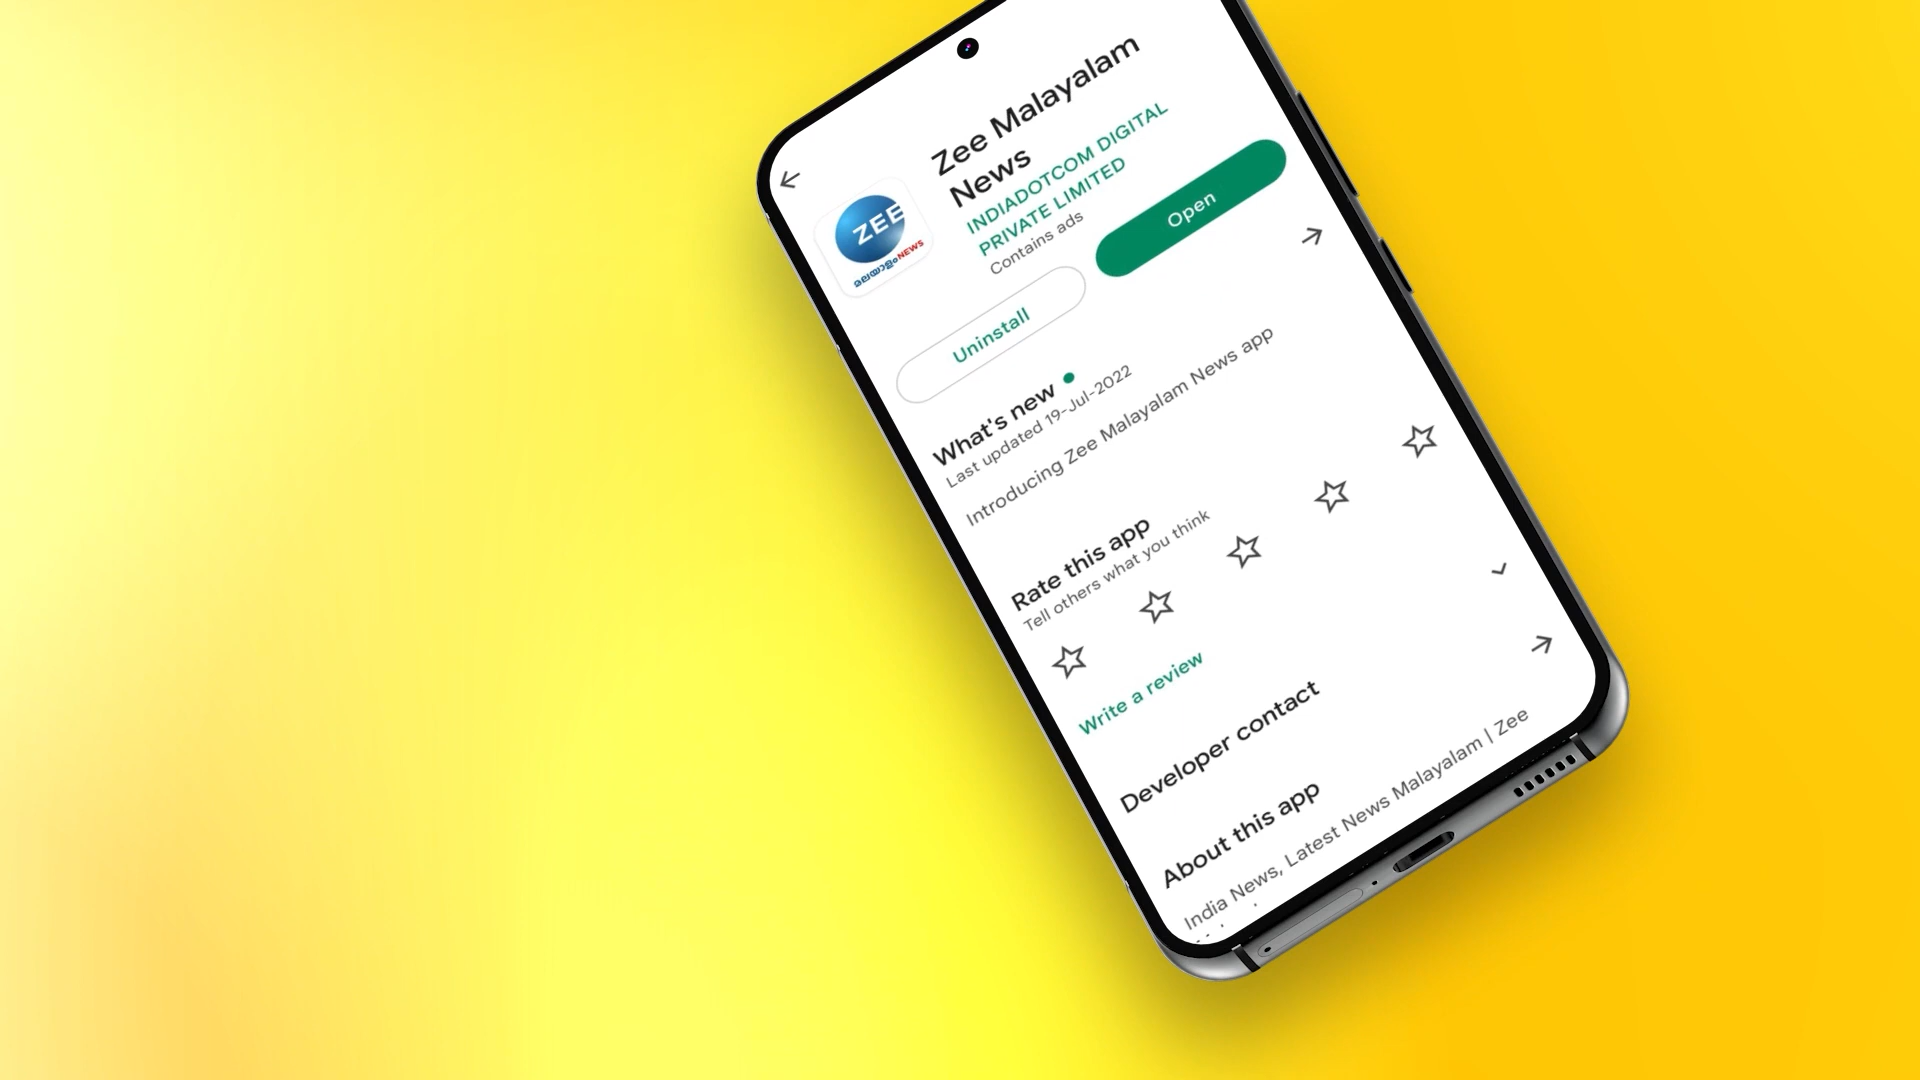 Zee Malayalam
News
INDIADOTCOM DIGITAL
PRIVATE LIMITED
Contains ads
ZEE
മലയാളം NEWS
Uninstall
Open
What's new
Last updated 19-Jul-2022
Introducing Zee Malayalam News app
Rate this app
Tell others what you think
Write a review
Developer contact
About this app
India News, Latest News Malayalam | Zee